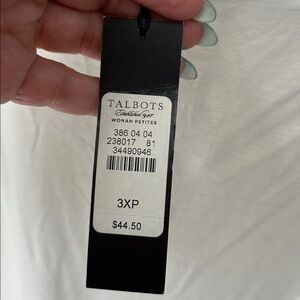 TALBOTS
Established 1947
WOMAN PETITES
386 04 04
238017 81
34490946
3XP
$44.50